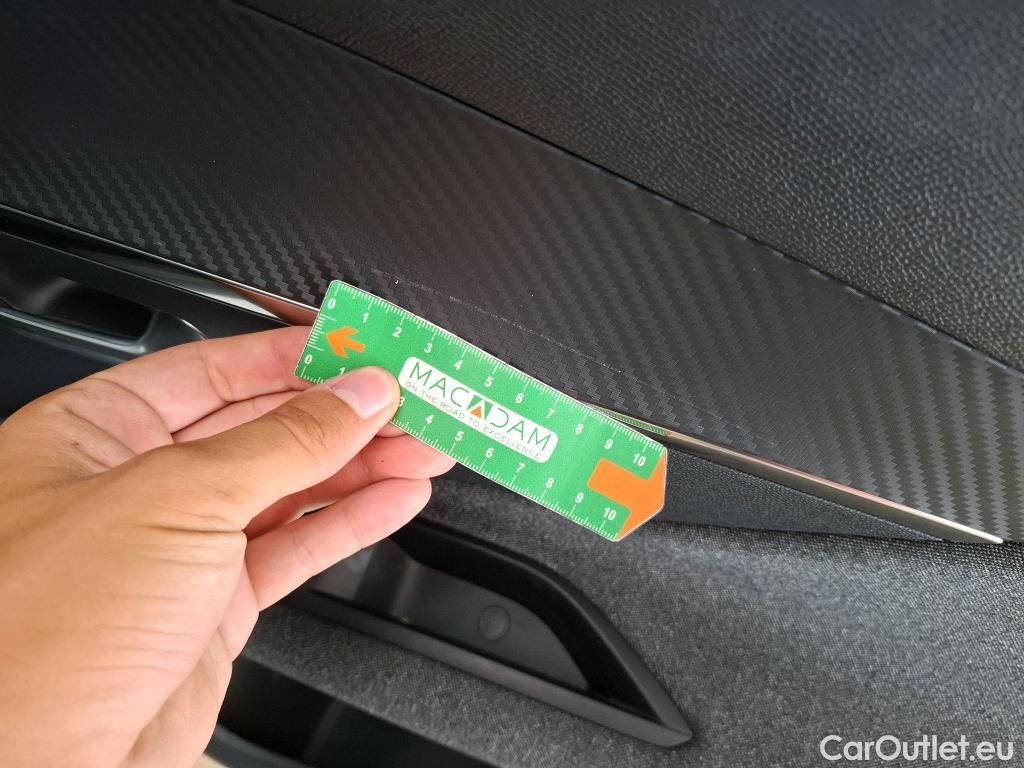 0 1 2 3 4 5 6 7 8 9 10
MACADAM
ON THE ROAD TO EXCELLENCE
0 1 3 4 5 6 7 8 9 10
CarOutlet.eu